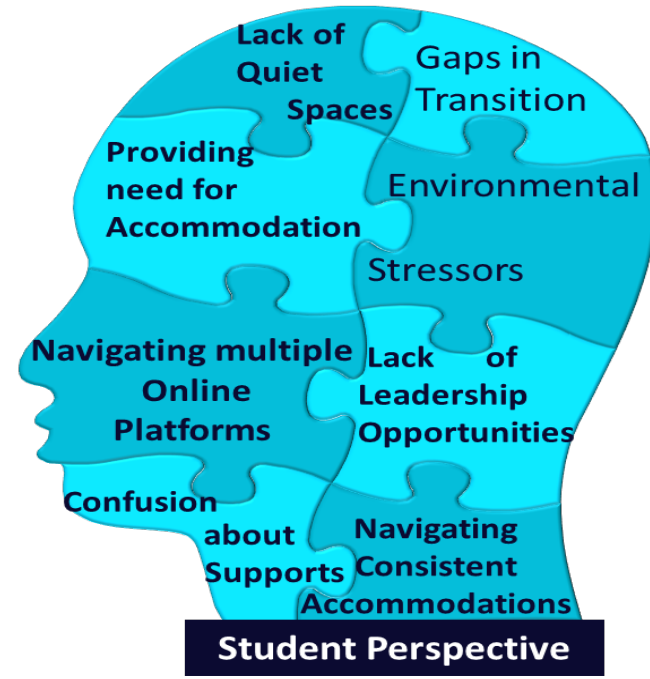 Lack of
Quiet
Spaces
Gaps in
Transition
Providing
need for
Accommodation
Environmental
Stressors
Navigating multiple
Online
Platforms
Lack of
Leadership
Opportunities
Confusion
about
Supports
Navigating
Consistent
Accommodations
Student Perspective